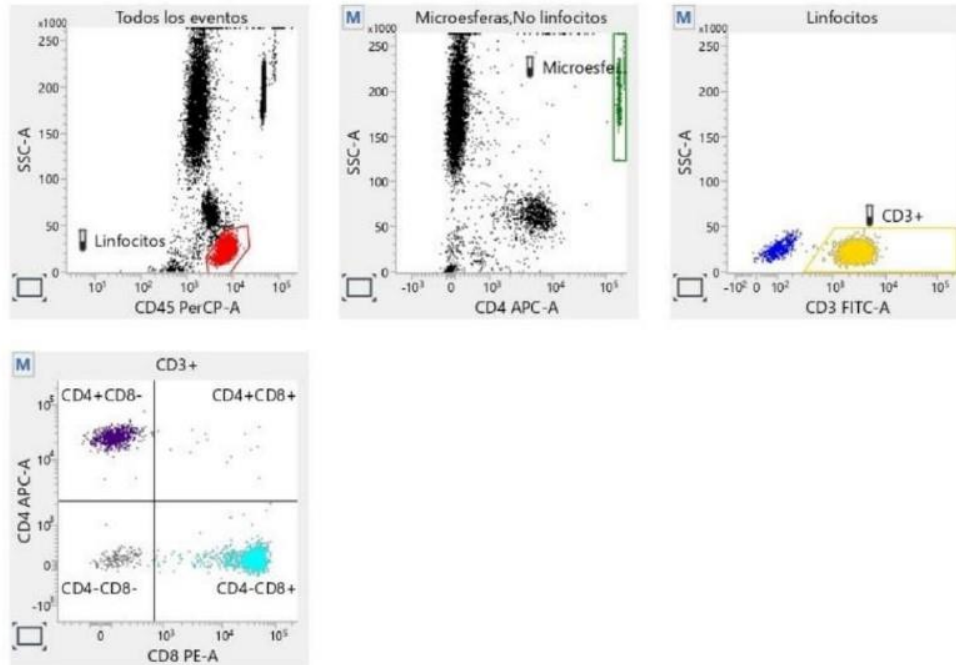 Todos los eventos
x1000
250
200
150
100
50
0
SSC-A
Linfocitos
10¹ 10² 10³ 10⁴ 10⁵
CD45 PerCP-A
M
Microesferas,No linfocitos
x1000
250
200
150
100
50
0
SSC-A
Microesfer
-10³ 0 10³ 10⁴ 10⁵
CD4 APC-A
M
Linfocitos
x1000
250
200
150
100
50
0
SSC-A
CD3+
-10² 0 10² 10³ 10⁴ 10⁵
CD3 FITC-A
M
CD3+
CD4+CD8- CD4+CD8+
10⁵
10⁴
10³
0
-10³
CD4 APC-A
CD4-CD8- CD4-CD8+
0 10³ 10⁴ 10⁵
CD8 PE-A